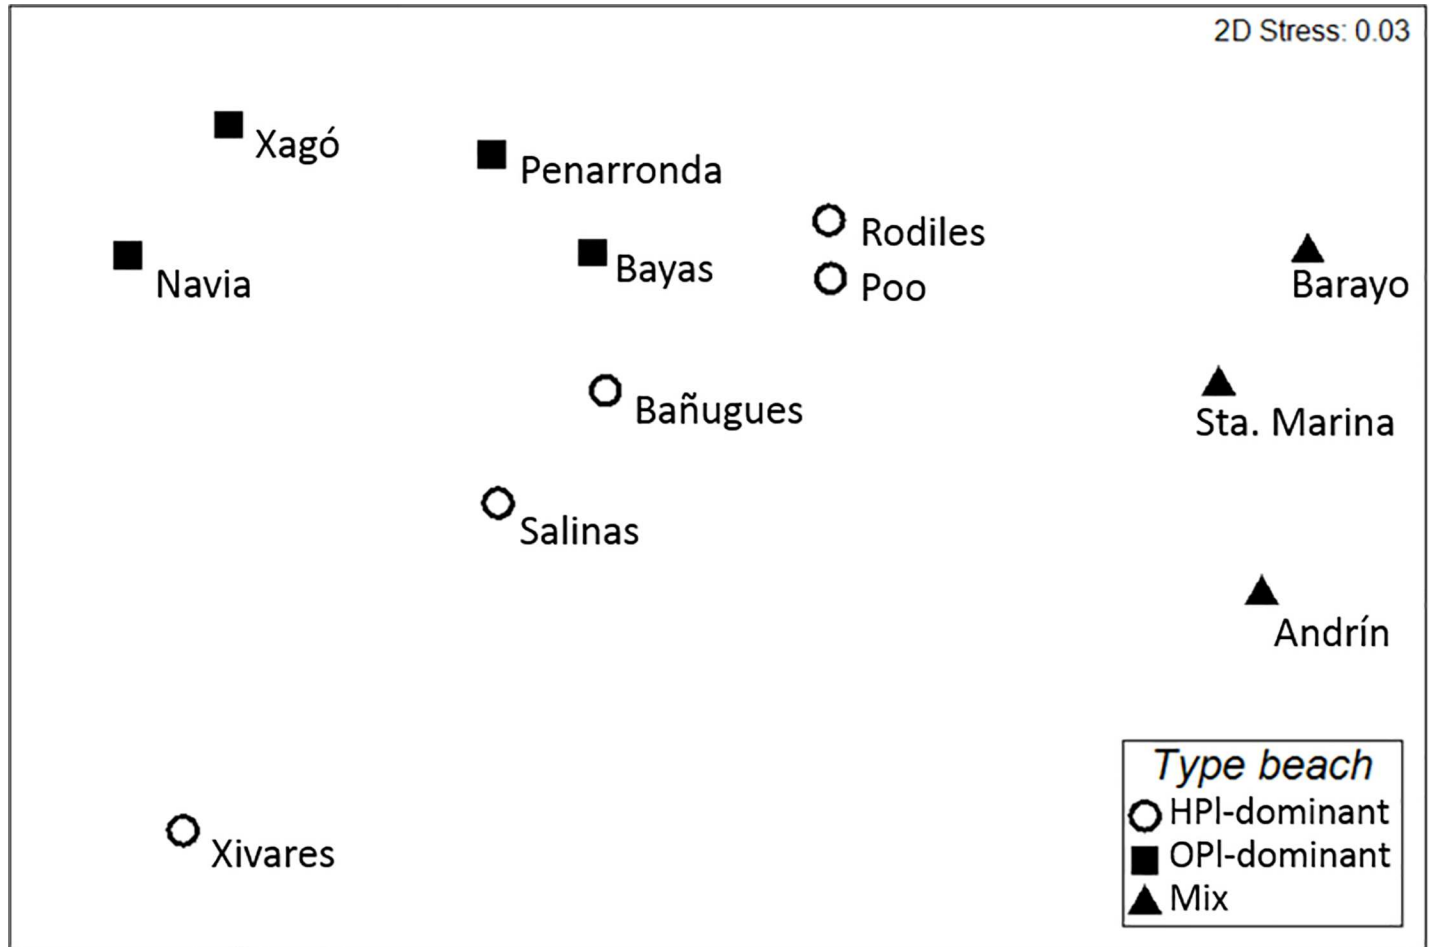 2D Stress: 0.03
Xagó
Penarronda
Rodiles
Navia
Bayas
Poo
Barayo
Bañugues
Sta. Marina
Salinas
Andrín
Xivares
Type beach
HPl-dominant
OPl-dominant
Mix